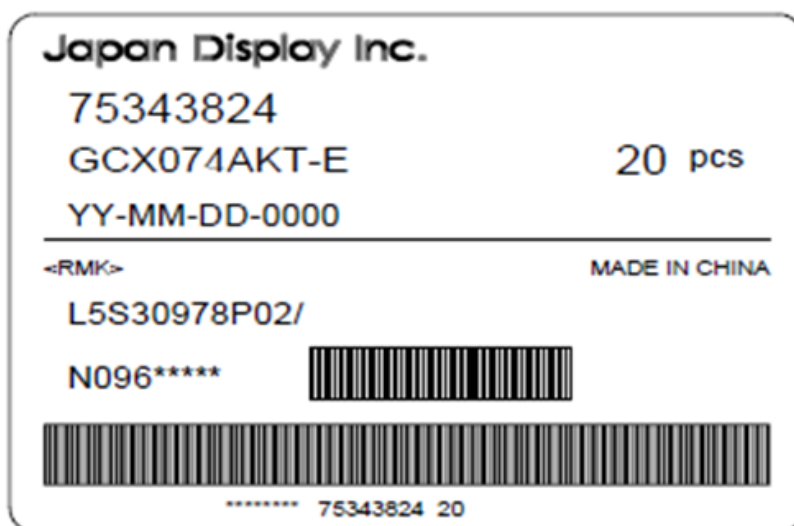 Japan Display Inc.
75343824
GCX074AKT-E 20 pcs
YY-MM-DD-0000
<RMK> MADE IN CHINA
L5S30978P02/
N096*****
******** 75343824 20